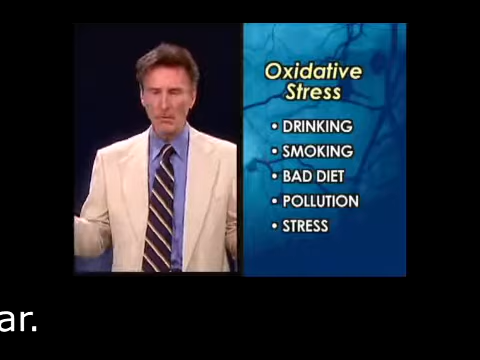 Oxidative
Stress
• DRINKING
• SMOKING
• BAD DIET
• POLLUTION
• STRESS
ar.